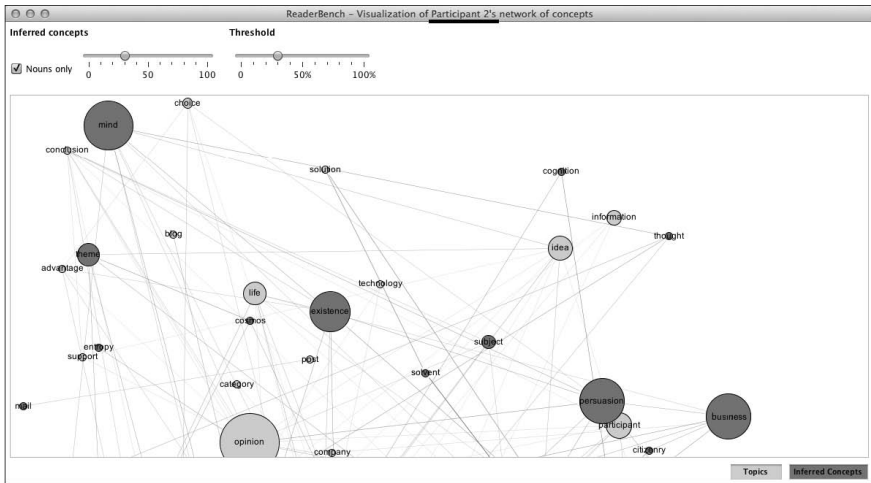 ReaderBench – Visualization of Participant 2's network of concepts
Inferred concepts
Threshold
Nouns only
0 50 100
0 50% 100%
choice
mind
conclusion
solution
cognition
information
blog
thought
idea
theme
advantage
technology
life
existence
cosmos
subject
entropy
support
post
solvent
category
persuasion
mail
business
participant
opinion
company
citizenry
Topics
Inferred Concepts